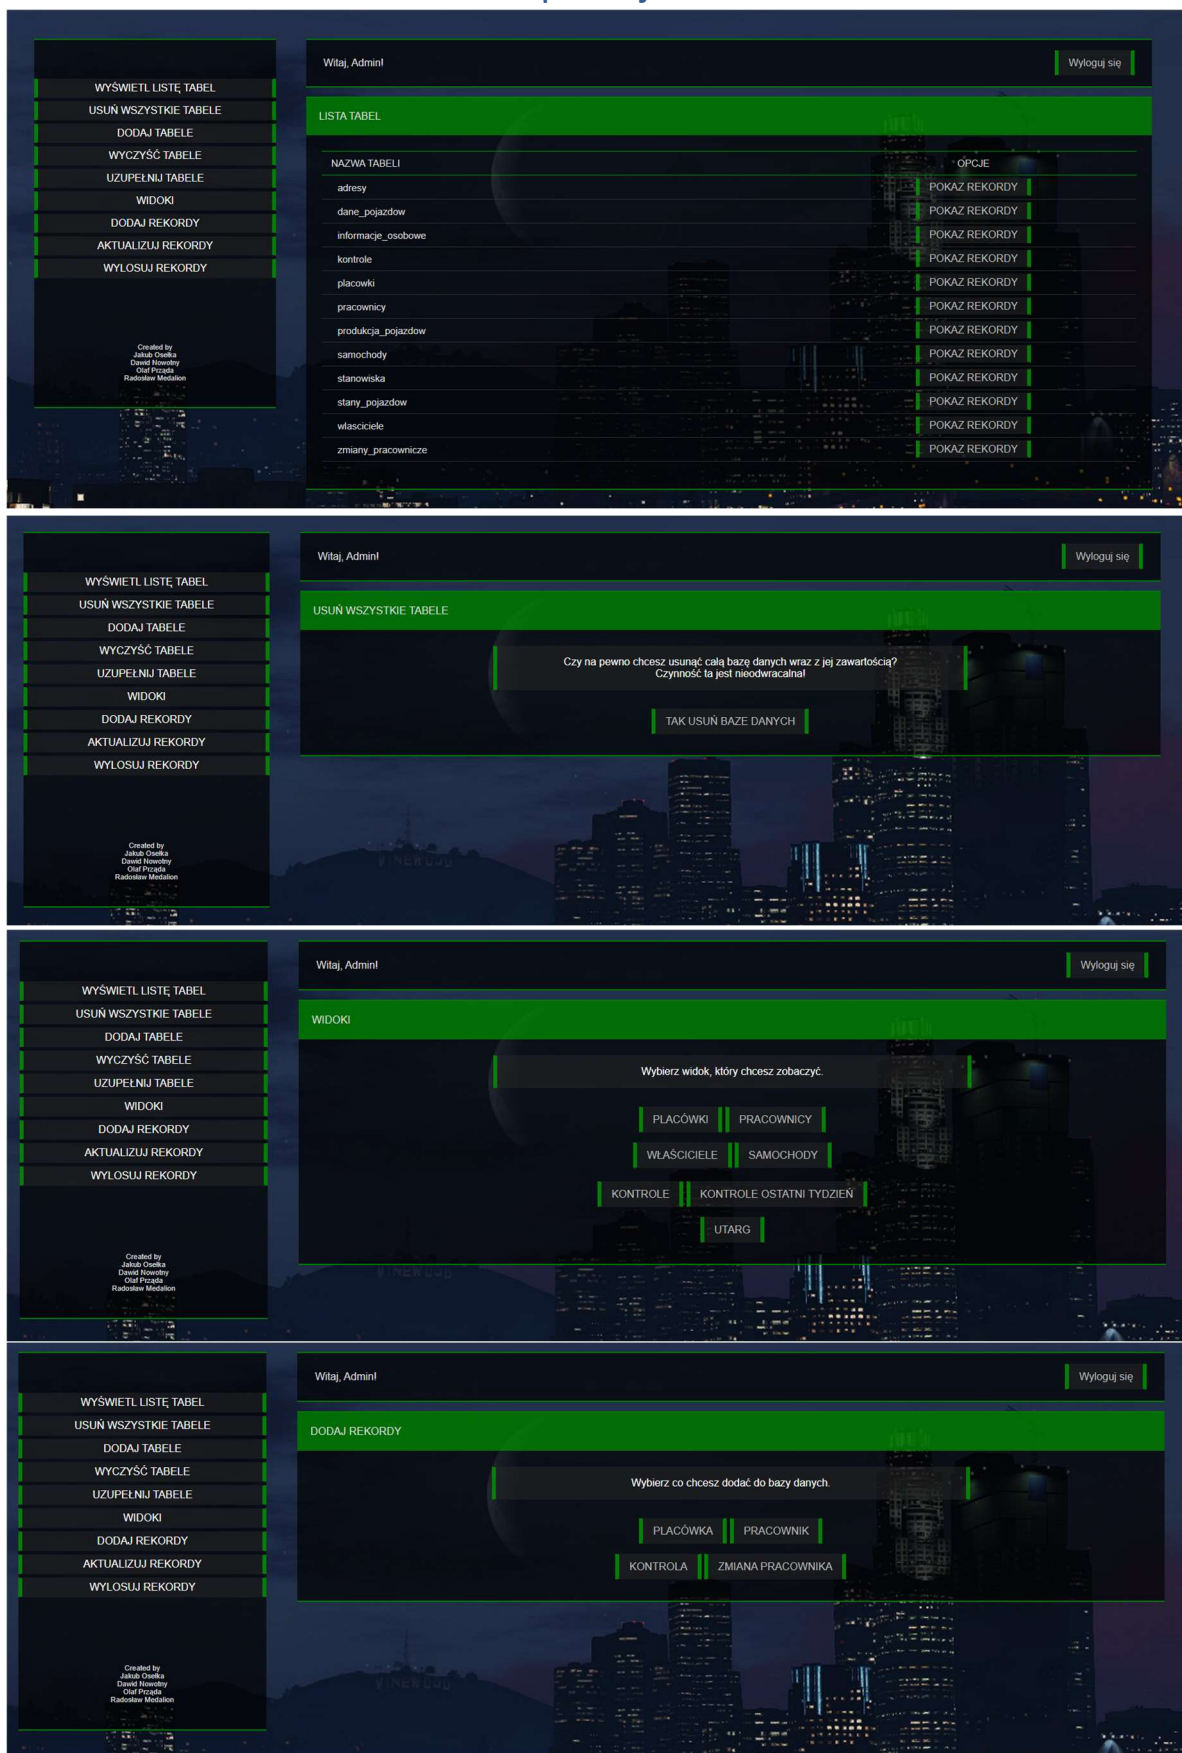 WYŚWIETL LISTĘ TABEL
USUŃ WSZYSTKIE TABELE
DODAJ TABELE
WYCZYŚĆ TABELE
UZUPEŁNIJ TABELE
WIDOKI
DODAJ REKORDY
AKTUALIZUJ REKORDY
WYLOSUJ REKORDY
Created by
Jakub Osełka
Dawid Nowotny
Olaf Prząda
Radosław Medalion
Witaj, Admin!
Wyloguj się
LISTA TABEL
NAZWA TABELI OPCJE
adresy POKAZ REKORDY
dane_pojazdow POKAZ REKORDY
informacje_osobowe POKAZ REKORDY
kontrole POKAZ REKORDY
placowki POKAZ REKORDY
pracownicy POKAZ REKORDY
produkcja_pojazdow POKAZ REKORDY
samochody POKAZ REKORDY
stanowiska POKAZ REKORDY
stany_pojazdow POKAZ REKORDY
wlasciciele POKAZ REKORDY
zmiany_pracownicze POKAZ REKORDY
WYŚWIETL LISTĘ TABEL
USUŃ WSZYSTKIE TABELE
DODAJ TABELE
WYCZYŚĆ TABELE
UZUPEŁNIJ TABELE
WIDOKI
DODAJ REKORDY
AKTUALIZUJ REKORDY
WYLOSUJ REKORDY
Created by
Jakub Osełka
Dawid Nowotny
Olaf Prząda
Radosław Medalion
Witaj, Admin!
Wyloguj się
USUŃ WSZYSTKIE TABELE
Czy na pewno chcesz usunąć całą bazę danych wraz z jej zawartością?
Czynność ta jest nieodwracalna!
TAK USUŃ BAZE DANYCH
VINEWOOD
WYŚWIETL LISTĘ TABEL
USUŃ WSZYSTKIE TABELE
DODAJ TABELE
WYCZYŚĆ TABELE
UZUPEŁNIJ TABELE
WIDOKI
DODAJ REKORDY
AKTUALIZUJ REKORDY
WYLOSUJ REKORDY
Created by
Jakub Osełka
Dawid Nowotny
Olaf Prząda
Radosław Medalion
Witaj, Admin!
Wyloguj się
WIDOKI
Wybierz widok, który chcesz zobaczyć.
PLACÓWKI PRACOWNICY
WŁAŚCICIELE SAMOCHODY
KONTROLE KONTROLE OSTATNI TYDZIEŃ
UTARG
VINEWOOD
WYŚWIETL LISTĘ TABEL
USUŃ WSZYSTKIE TABELE
DODAJ TABELE
WYCZYŚĆ TABELE
UZUPEŁNIJ TABELE
WIDOKI
DODAJ REKORDY
AKTUALIZUJ REKORDY
WYLOSUJ REKORDY
Created by
Jakub Osełka
Dawid Nowotny
Olaf Prząda
Radosław Medalion
Witaj, Admin!
Wyloguj się
DODAJ REKORDY
Wybierz co chcesz dodać do bazy danych.
PLACÓWKA PRACOWNIK
KONTROLA ZMIANA PRACOWNIKA
VINEWOOD